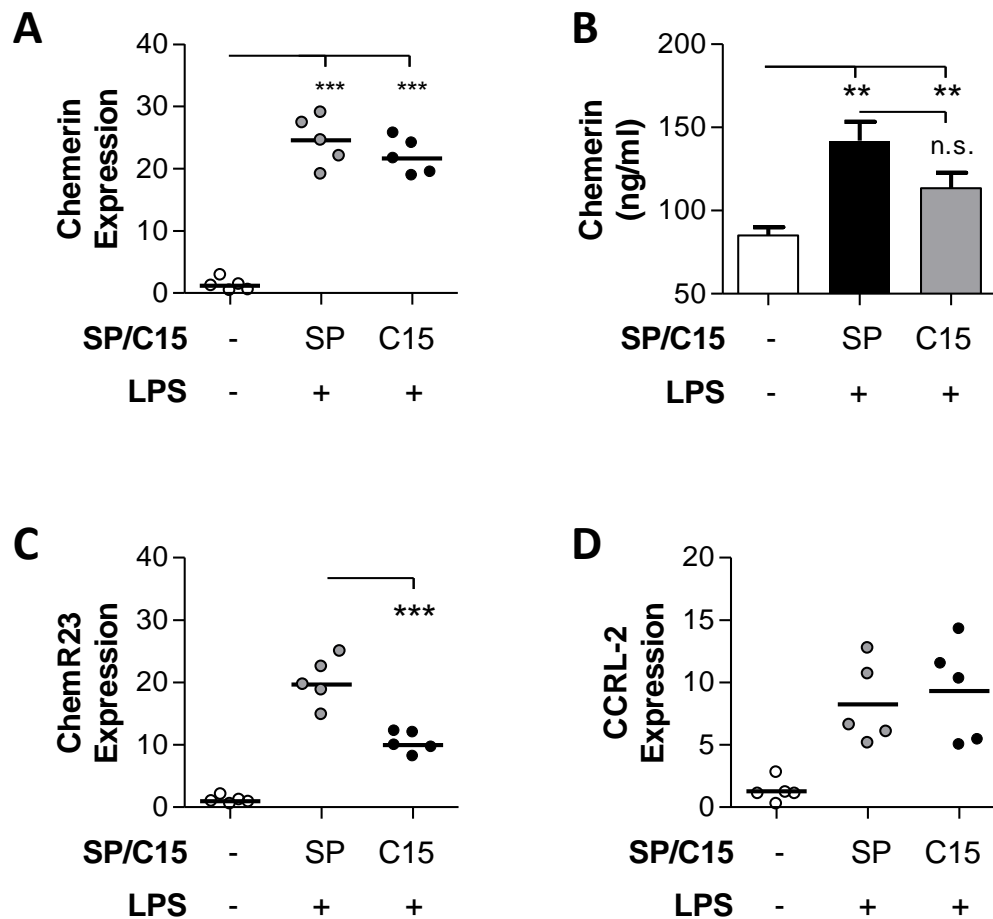 A
Chemerin
Expression
40
30
20
10
0
*** ***
SP/C15 - SP C15
LPS - + +
B
Chemerin
(ng/ml)
200
150
100
50
** **
n.s.
SP/C15 - SP C15
LPS - + +
C
ChemR23
Expression
40
30
20
10
0
***
SP/C15 - SP C15
LPS - + +
D
CCRL-2
Expression
20
15
10
5
0
SP/C15 - SP C15
LPS - + +